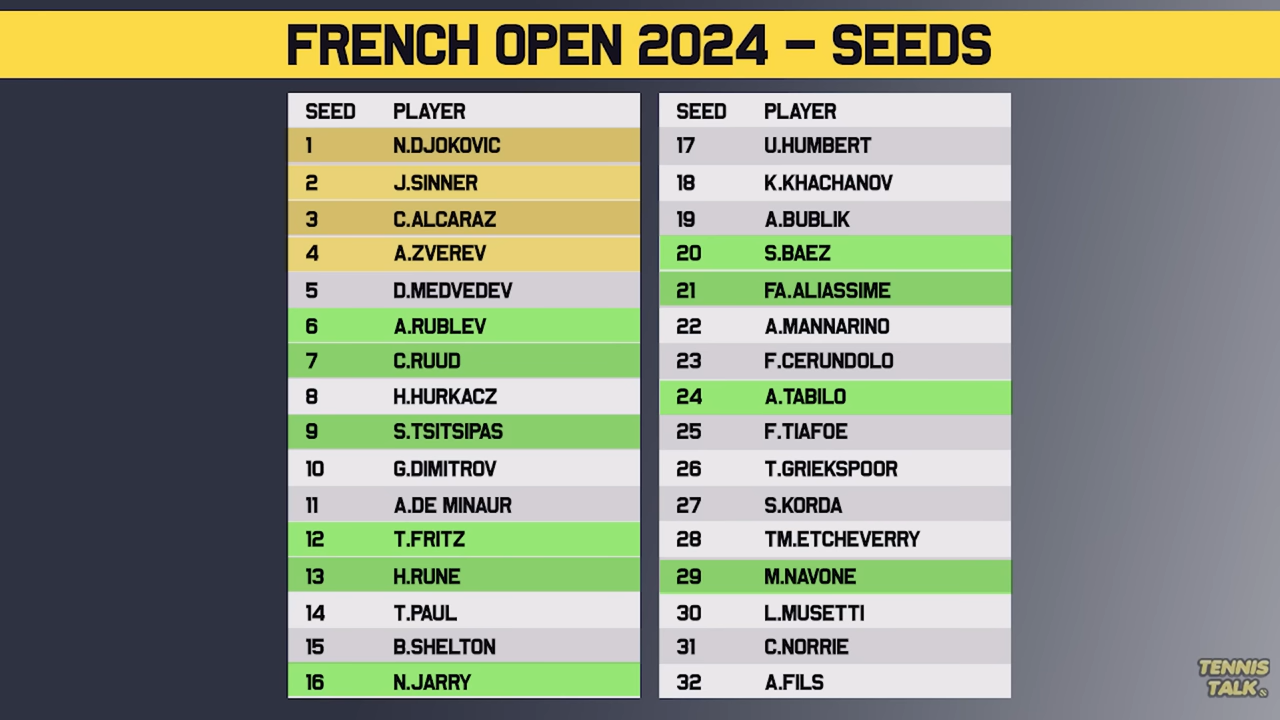 FRENCH OPEN 2024 – SEEDS
SEED PLAYER
1 N.DJOKOVIC
2 J.SINNER
3 C.ALCARAZ
4 A.ZVEREV
5 D.MEDVEDEV
6 A.RUBLEV
7 C.RUUD
8 H.HURKACZ
9 S.TSITSIPAS
10 G.DIMITROV
11 A.DE MINAUR
12 T.FRITZ
13 H.RUNE
14 T.PAUL
15 B.SHELTON
16 N.JARRY
SEED PLAYER
17 U.HUMBERT
18 K.KHACHANOV
19 A.BUBLIK
20 S.BAEZ
21 FA.ALIASSIME
22 A.MANNARINO
23 F.CERUNDOLO
24 A.TABILO
25 F.TIAFOE
26 T.GRIEKSPOOR
27 S.KORDA
28 TM.ETCHEVERRY
29 M.NAVONE
30 L.MUSETTI
31 C.NORRIE
32 A.FILS
TENNIS
TALK